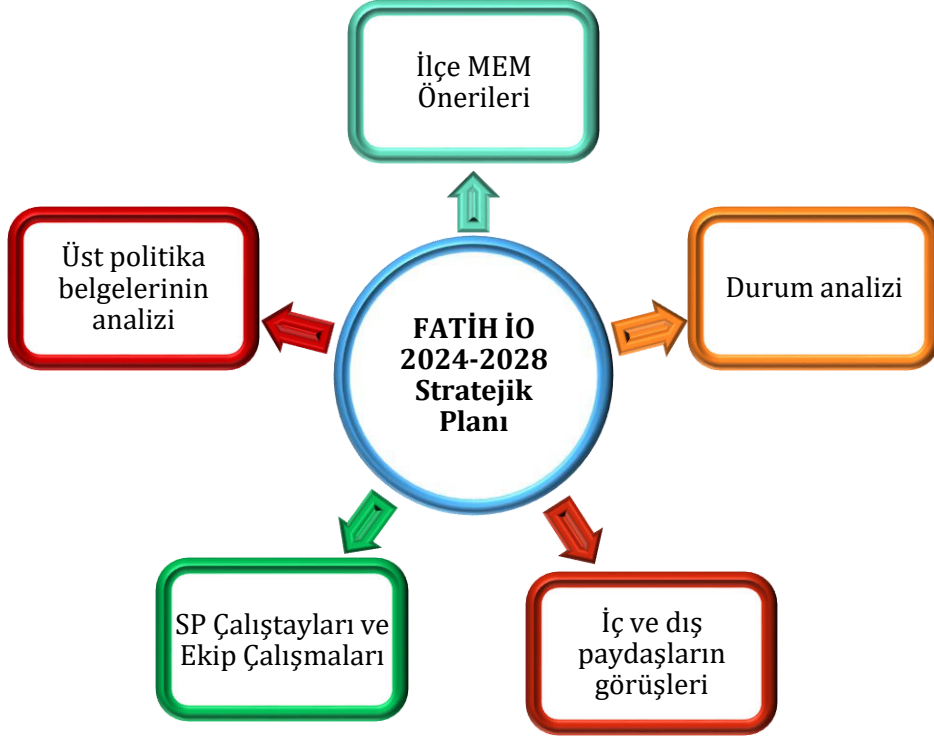 İlçe MEM
Önerileri
Üst politika
belgelerinin
analizi
Durum analizi
FATİH İO
2024-2028
Stratejik
Planı
SP Çalıştayları ve
Ekip Çalışmaları
İç ve dış
paydaşların
görüşleri